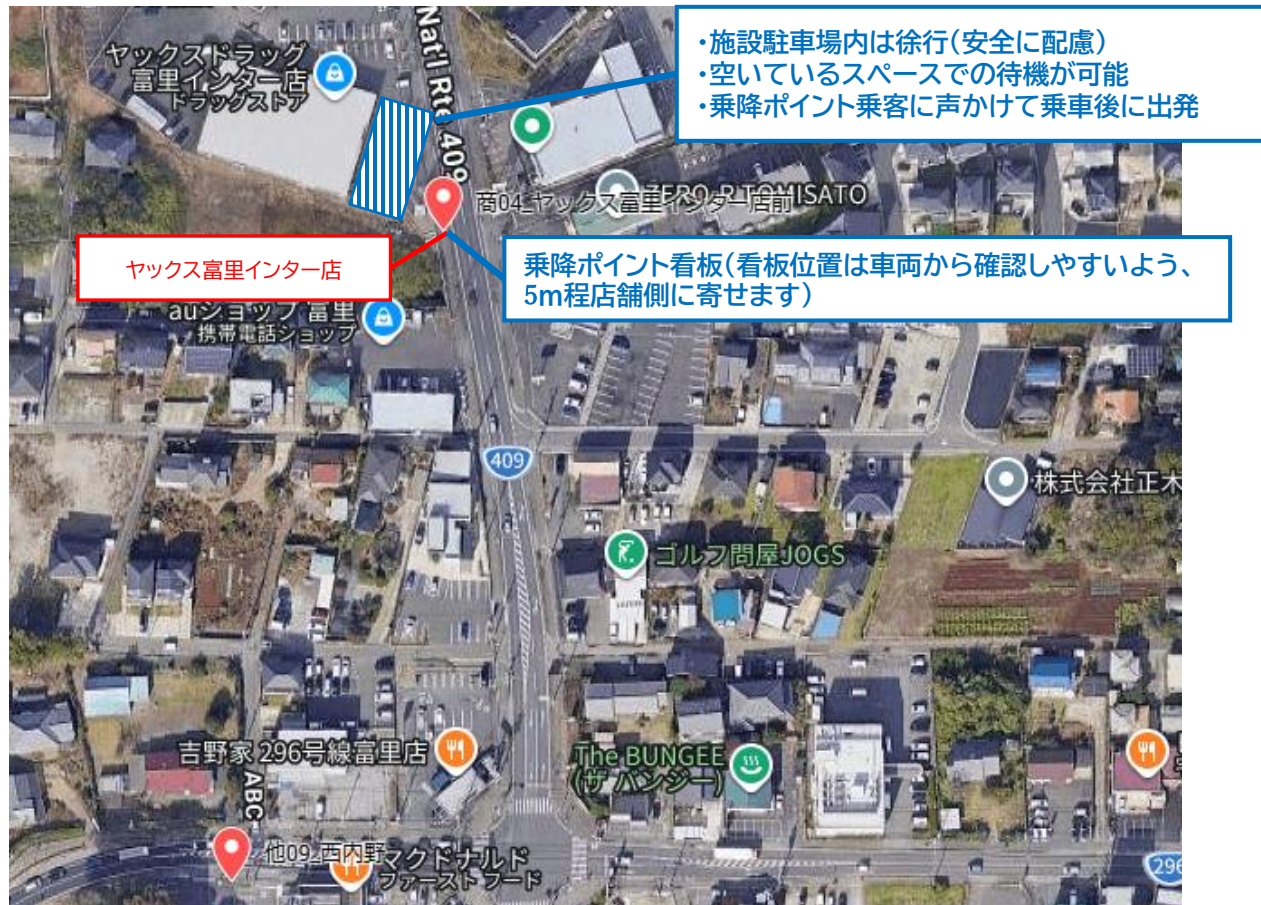 ヤックスドラッグ
富里インター店
ドラッグストア
Nat'l Rte 409
・施設駐車場内は徐行(安全に配慮)
・空いているスペースでの待機が可能
・乗降ポイント乗客に声かけて乗車後に出発
ZERO-R TOMISATO
商04_ヤックス富里インター店前
ヤックス富里インター店
乗降ポイント看板(看板位置は車両から確認しやすいよう、
5m程店舗側に寄せます)
auショップ 富里
携帯電話ショップ
409
株式会社正木
ゴルフ問屋JOGS
吉野家 296号線富里店
The BUNGEE
(ザ バンジー)
ABC
他09_西内野
マクドナルド
ファーストフード
296